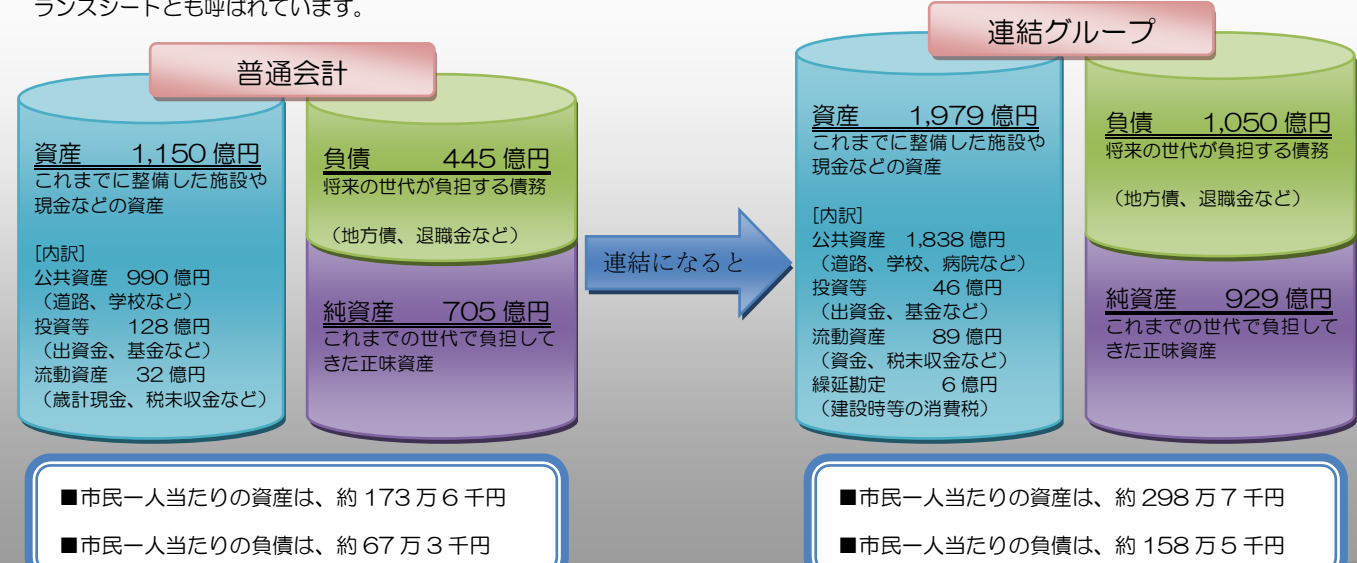 ランスシートとも呼ばれています。
普通会計
資産 1,150 億円
これまでに整備した施設や
現金などの資産
[内訳]
公共資産 990 億円
（道路、学校など）
投資等 128 億円
（出資金、基金など）
流動資産 32 億円
（歳計現金、税未収金など）
負債 445 億円
将来の世代が負担する債務
（地方債、退職金など）
純資産 705 億円
これまでの世代で負担して
きた正味資産
■市民一人当たりの資産は、約 173 万 6 千円
■市民一人当たりの負債は、約 67 万 3 千円
連結になると
連結グループ
資産 1,979 億円
これまでに整備した施設や
現金などの資産
[内訳]
公共資産 1,838 億円
（道路、学校、病院など）
投資等 46 億円
（出資金、基金など）
流動資産 89 億円
（資金、税未収金など）
繰延勘定 6 億円
（建設時等の消費税）
負債 1,050 億円
将来の世代が負担する債務
（地方債、退職金など）
純資産 929 億円
これまでの世代で負担して
きた正味資産
■市民一人当たりの資産は、約 298 万 7 千円
■市民一人当たりの負債は、約 158 万 5 千円